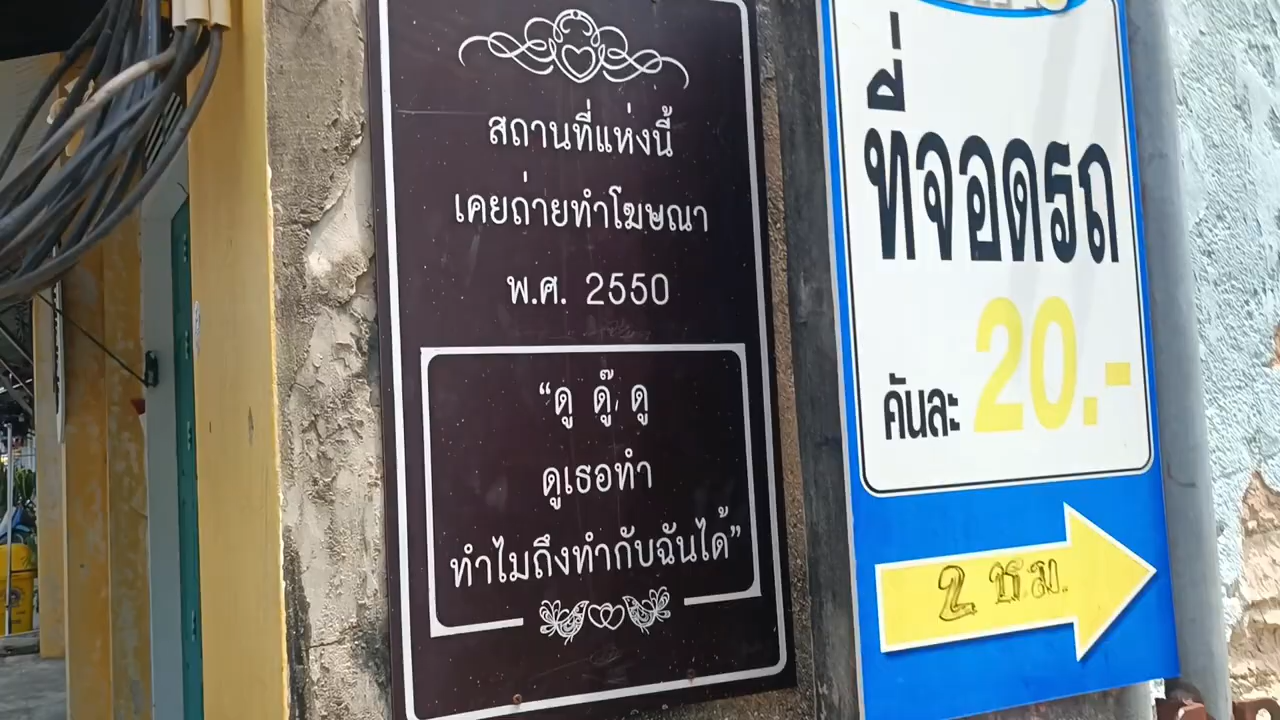 สถานที่แห่งนี้
เคยถ่ายทำโฆษณา
พ.ศ. 2550
“ดู ดู๊ ดู
ดูเธอทำ
ทำไมถึงทำกับฉันได้”
ที่จอดรถ
คันละ 20.-
2 ช.ม.